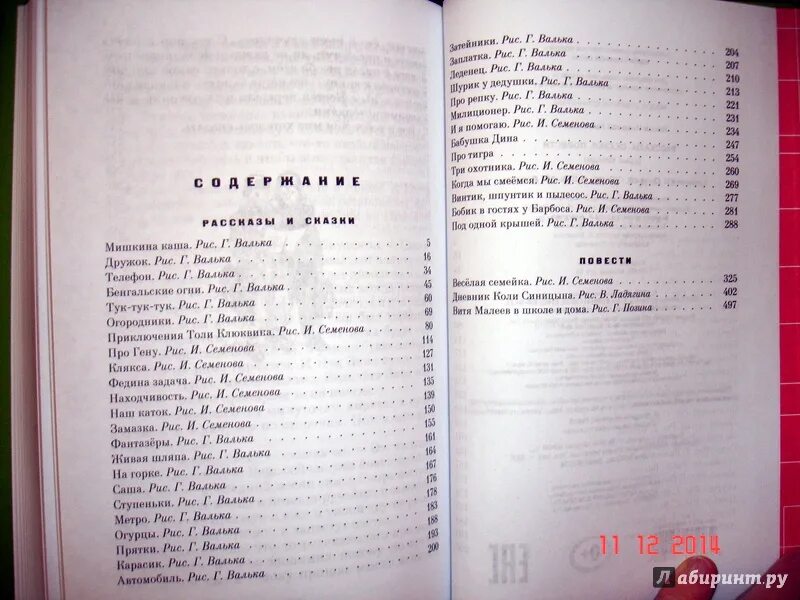 СОДЕРЖАНИЕ
РАССКАЗЫ И СКАЗКИ
Мишкина каша. Рис. Г. Валька 5
Дружок. Рис. Г. Валька 16
Телефон. Рис. Г. Валька 34
Бенгальские огни. Рис. Г. Валька 45
Тук-тук-тук. Рис. Г. Валька 60
Огородники. Рис. Г. Валька 69
Приключения Толи Клюквина. Рис. И. Семенова 80
Про Гену. Рис. И. Семенова 114
Клякса. Рис. И. Семенова 127
Федина задача. Рис. И. Семенова 131
Находчивость. Рис. И. Семенова 135
Наш каток. Рис. И. Семенова 139
Замазка. Рис. И. Семенова 150
Фантазёры. Рис. Г. Валька 155
Живая шляпа. Рис. Г. Валька 161
На горке. Рис. Г. Валька 164
Саша. Рис. Г. Валька 167
Ступеньки. Рис. Г. Валька 176
Метро. Рис. Г. Валька 178
Огурцы. Рис. Г. Валька 183
Прятки. Рис. Г. Валька 188
Карасик. Рис. Г. Валька 193
Автомобиль. Рис. Г. Валька 200
Затейники. Рис. Г. Валька 204
Заплатка. Рис. Г. Валька 207
Леденец. Рис. Г. Валька 210
Шурик у дедушки. Рис. Г. Валька 213
Про репку. Рис. Г. Валька 221
Милиционер. Рис. Г. Валька 231
И я помогаю. Рис. И. Семенова 234
Бабушка Дина 247
Про тигра 254
Три охотника. Рис. И. Семенова 260
Когда мы смеёмся. Рис. И. Семенова 269
Винтик, шпунтик и пылесос. Рис. Г. Валька 277
Бобик в гостях у Барбоса. Рис. И. Семенова 281
Под одной крышей. Рис. Г. Валька 288
ПОВЕСТИ
Весёлая семейка. Рис. И. Семенова 325
Дневник Коли Синицына. Рис. В. Ладягина 402
Витя Малеев в школе и дома. Рис. Г. Позина 497
11 12 2014
Лабиринт.ру